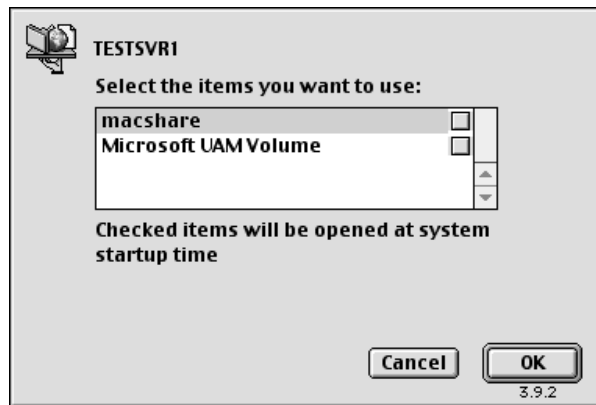 TESTSVR1
Select the items you want to use:
macshare
Microsoft UAM Volume
Checked items will be opened at system
startup time
Cancel
OK
3.9.2